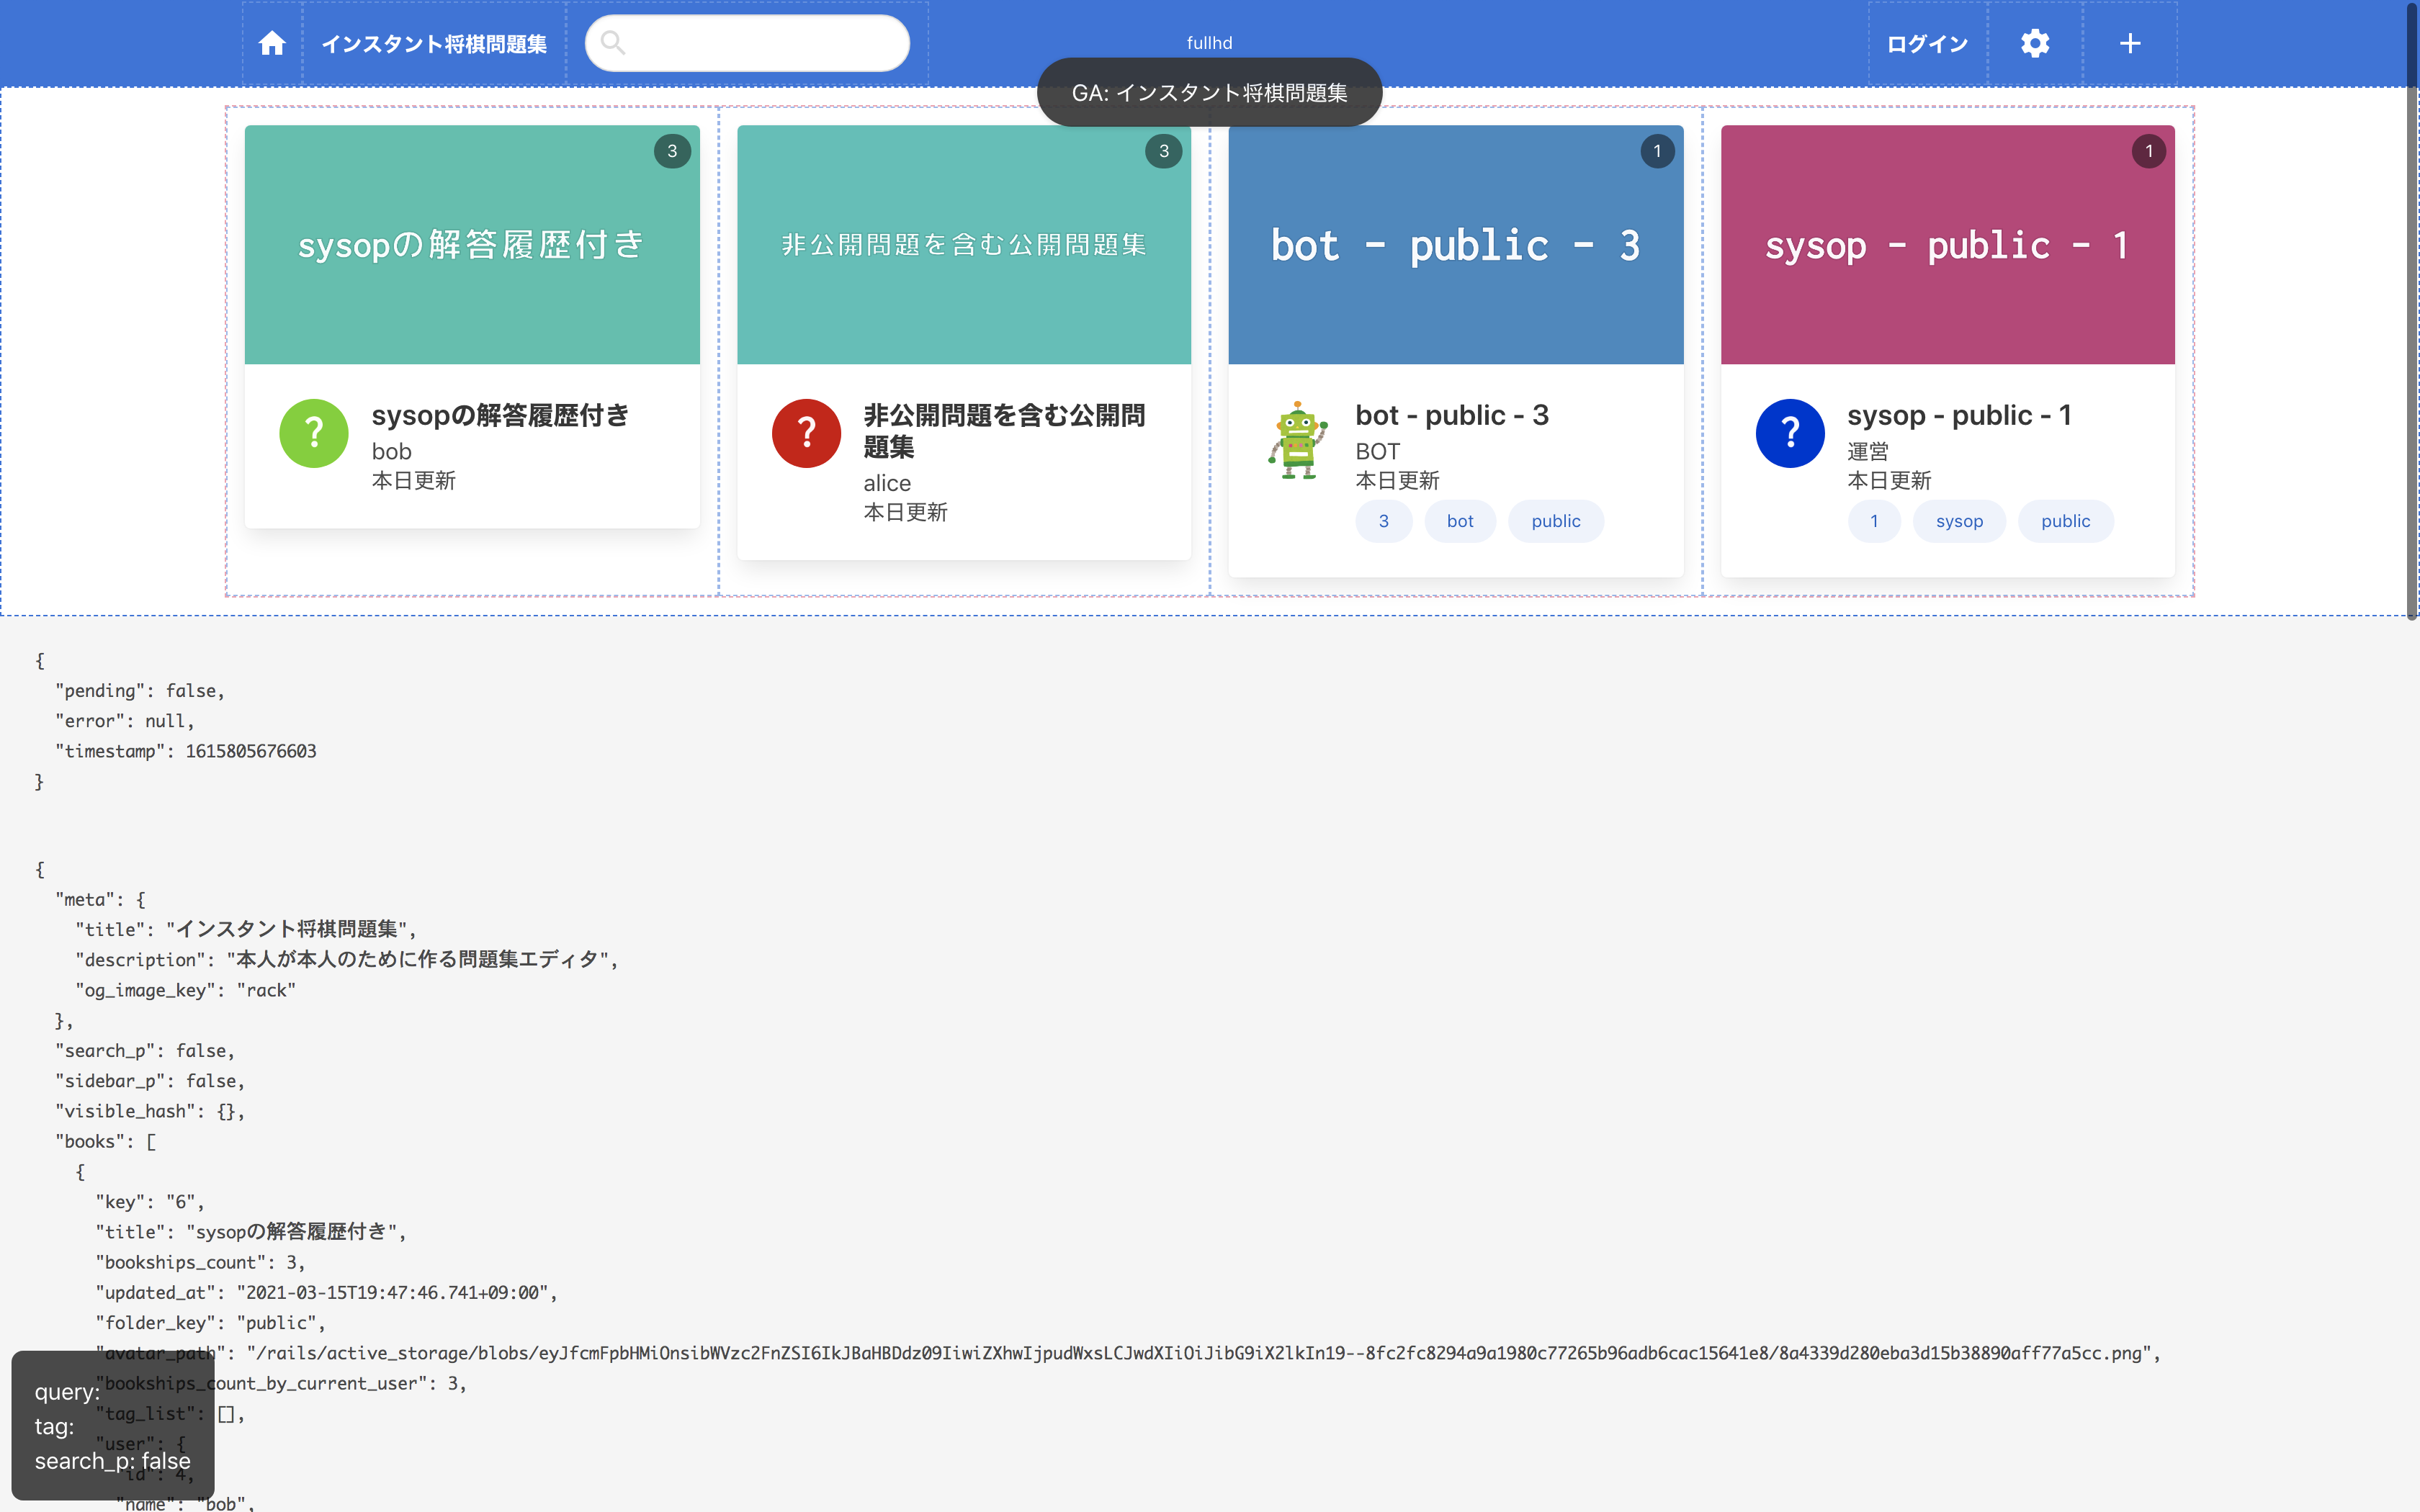 インスタント将棋問題集
fullhd
ログイン
GA: インスタント将棋問題集
3
sysopの解答履歴付き
?
sysopの解答履歴付き
bob
本日更新
3
非公開問題を含む公開問題集
?
非公開問題を含む公開問
題集
alice
本日更新
1
bot - public - 3
bot - public - 3
BOT
本日更新
3 bot public
1
sysop - public - 1
?
sysop - public - 1
運営
本日更新
1 sysop public
{
"pending": false,
"error": null,
"timestamp": 1615805676603
}
{
"meta": {
"title": "インスタント将棋問題集",
"description": "本人が本人のために作る問題集エディタ",
"og_image_key": "rack"
},
"search_p": false,
"sidebar_p": false,
"visible_hash": {},
"books": [
{
"key": "6",
"title": "sysopの解答履歴付き",
"bookships_count": 3,
"updated_at": "2021-03-15T19:47:46.741+09:00",
"folder_key": "public",
"avatar_path": "/rails/active_storage/blobs/eyJfcmFpbHMiOnsibWVzc2FnZSI6IkJBaHBDdz09IiwiZXhwIjpudWxsLCJwdXIiOiJibG9iX2lkIn19--8fc2fc8294a9a1980c77265b96adb6cac15641e8/8a4339d280eba3d15b38890aff77a5cc.png",
"bookships_count_by_current_user": 3,
"tag_list": [],
"user": {
"id": 4,
"name": "bob",
query:
tag:
search_p: false